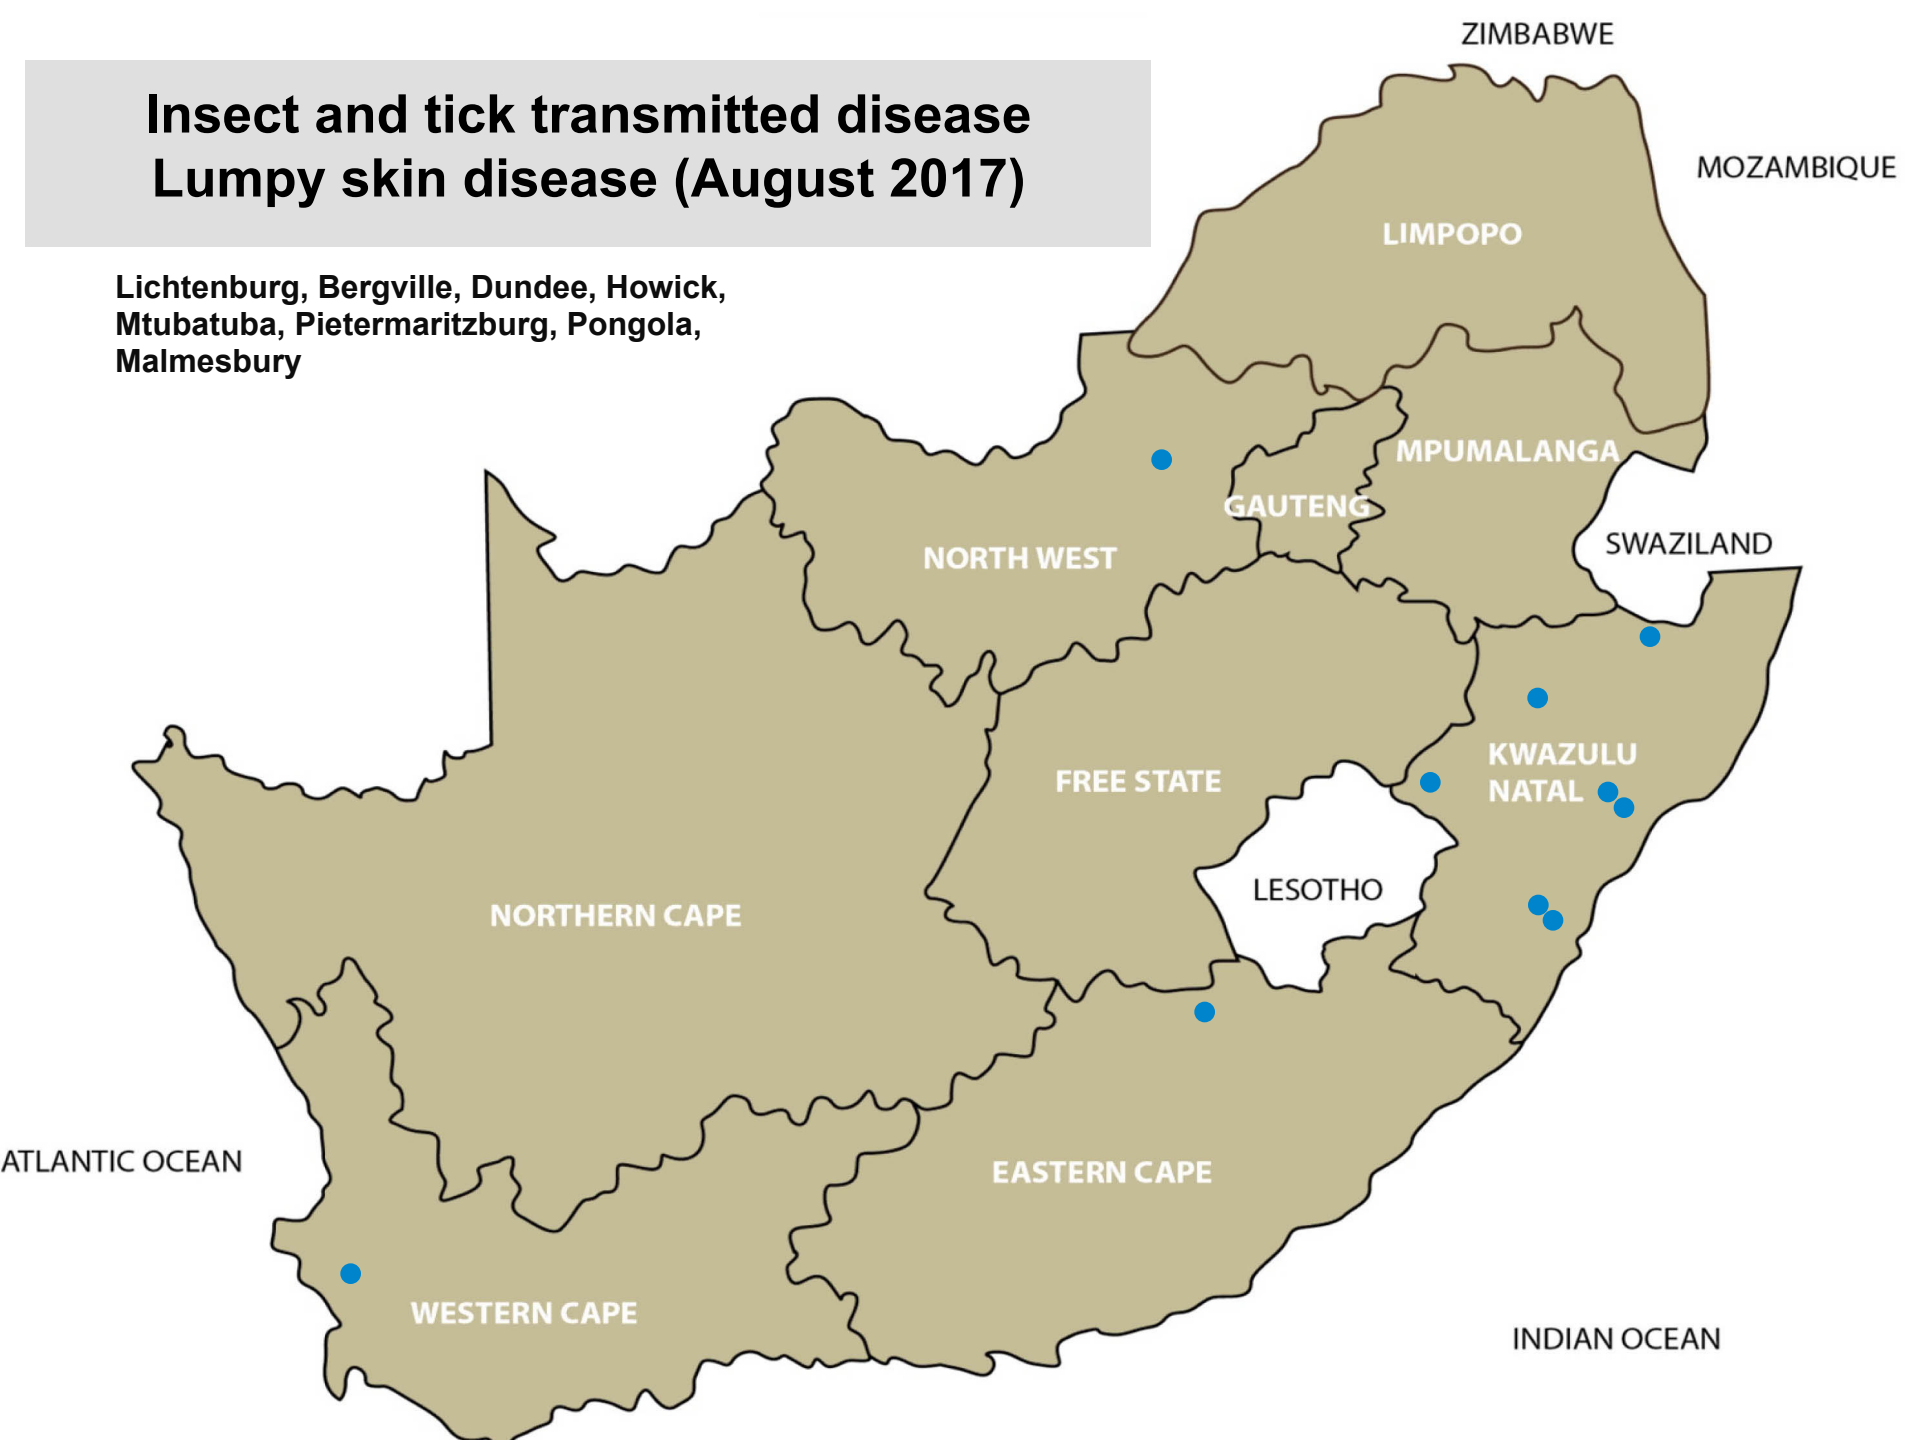 ZIMBABWE
Insect and tick transmitted disease
Lumpy skin disease (August 2017)
MOZAMBIQUE
LIMPOPO
Lichtenburg, Bergville, Dundee, Howick,
Mtubatuba, Pietermaritzburg, Pongola,
Malmesbury
MPUMALANGA
GAUTENG
SWAZILAND
NORTH WEST
KWAZULU
NATAL
FREE STATE
LESOTHO
NORTHERN CAPE
ATLANTIC OCEAN
EASTERN CAPE
WESTERN CAPE
INDIAN OCEAN